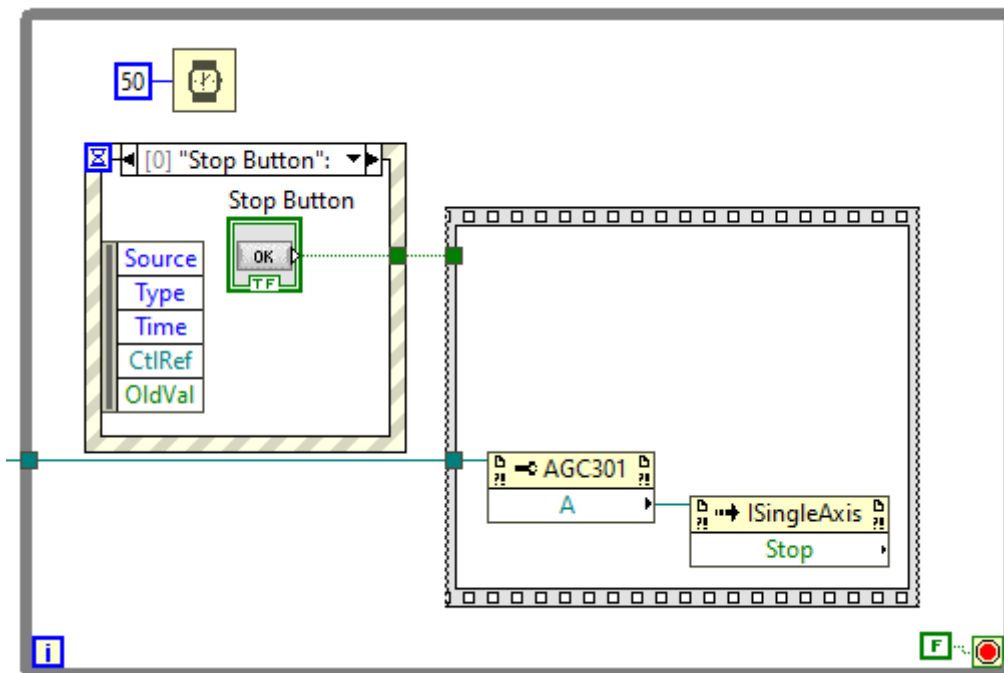 50
[0] "Stop Button":
Stop Button
OK
TF
Source
Type
Time
CtlRef
OldVal
AGC301
A
ISingleAxis
Stop
i
F